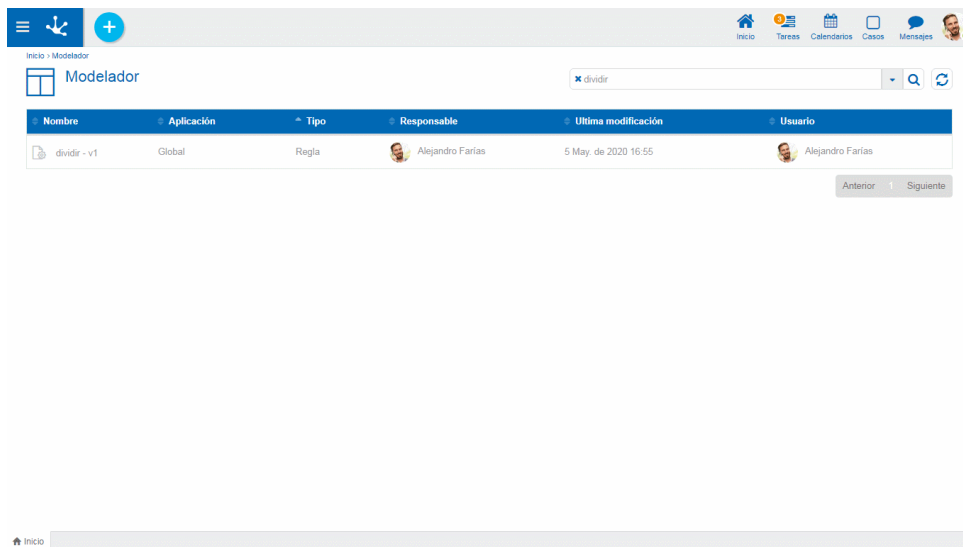 3
Inicio Tareas Calendarios Casos Mensajes
Inicio > Modelador
Modelador
dividir
Nombre Aplicación Tipo Responsable Ultima modificación Usuario
dividir - v1 Global Regla Alejandro Farías 5 May. de 2020 16:55 Alejandro Farías
Anterior 1 Siguiente
Inicio